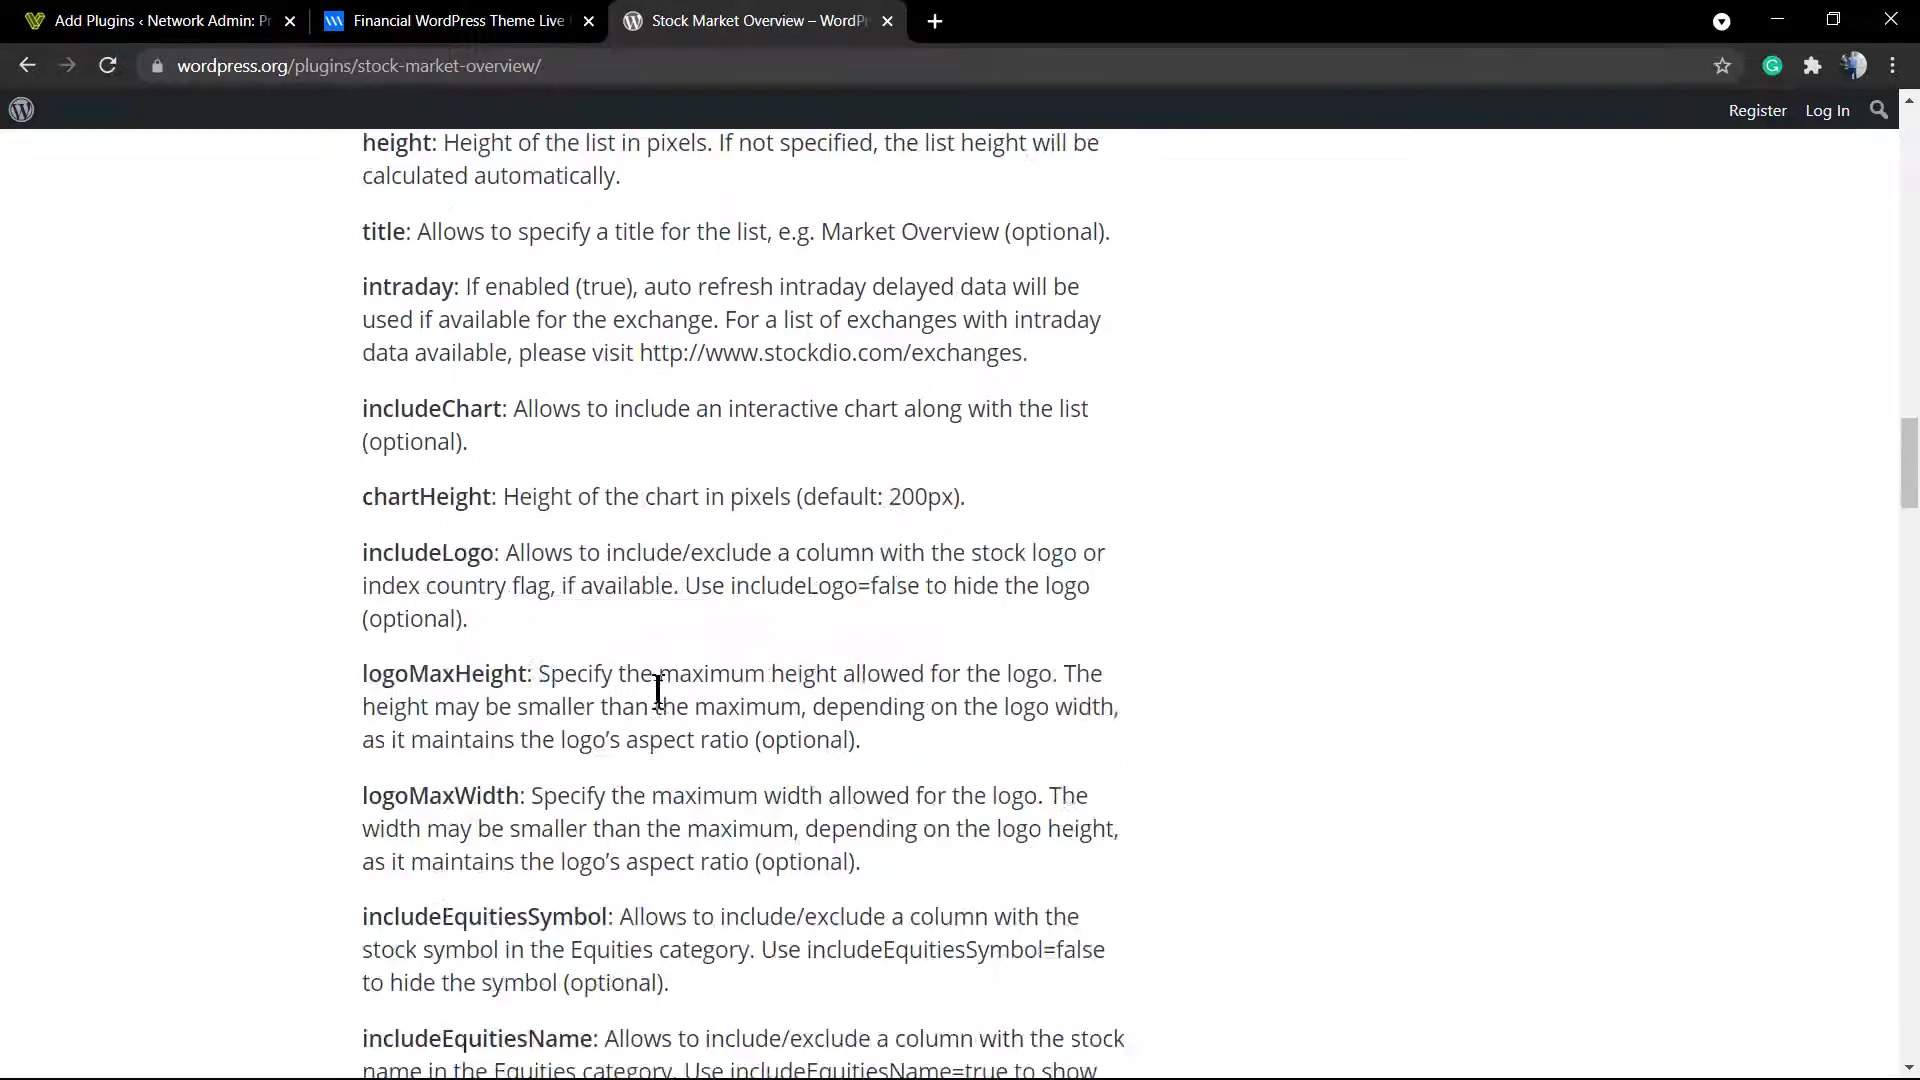 Add Plugins ‹ Network Admin: P
Financial WordPress Theme Live
Stock Market Overview – WordP
wordpress.org/plugins/stock-market-overview/
Register Log In
height: Height of the list in pixels. If not specified, the list height will be
calculated automatically.
title: Allows to specify a title for the list, e.g. Market Overview (optional).
intraday: If enabled (true), auto refresh intraday delayed data will be
used if available for the exchange. For a list of exchanges with intraday
data available, please visit http://www.stockdio.com/exchanges.
includeChart: Allows to include an interactive chart along with the list
(optional).
chartHeight: Height of the chart in pixels (default: 200px).
includeLogo: Allows to include/exclude a column with the stock logo or
index country flag, if available. Use includeLogo=false to hide the logo
(optional).
logoMaxHeight: Specify the maximum height allowed for the logo. The
height may be smaller than the maximum, depending on the logo width,
as it maintains the logo’s aspect ratio (optional).
logoMaxWidth: Specify the maximum width allowed for the logo. The
width may be smaller than the maximum, depending on the logo height,
as it maintains the logo’s aspect ratio (optional).
includeEquitiesSymbol: Allows to include/exclude a column with the
stock symbol in the Equities category. Use includeEquitiesSymbol=false
to hide the symbol (optional).
includeEquitiesName: Allows to include/exclude a column with the stock
name in the Equities category. Use includeEquitiesName=true to show